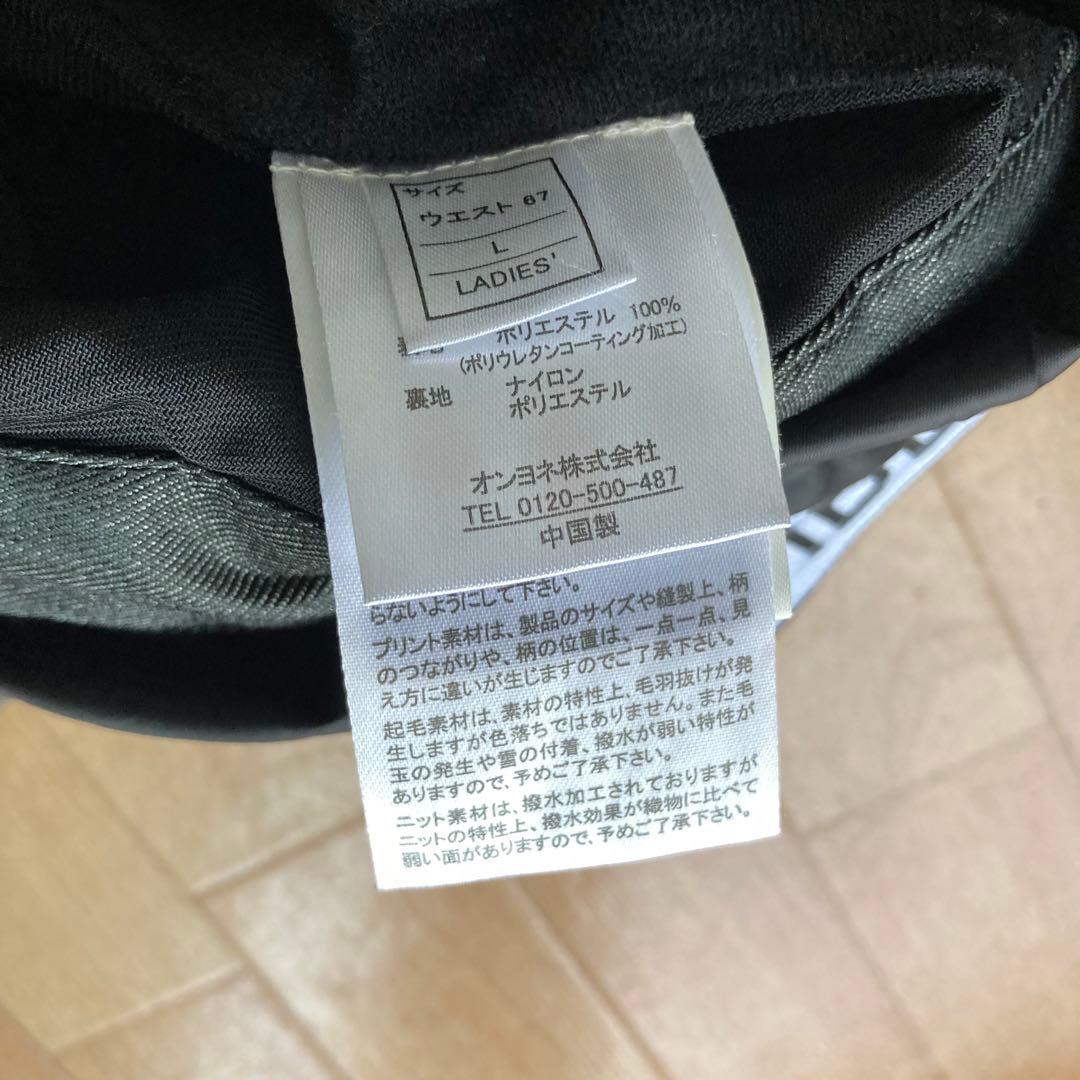 サイズ
ウエスト 67
L
LADIES'
ポリエステル 100%
(ポリウレタンコーティング加工)
裏地 ナイロン
ポリエステル
オンヨネ株式会社
TEL 0120-500-487
中国製
らないようにして下さい。
プリント素材は、製品のサイズや縫製上、柄
のつながりや、柄の位置は、一点一点、見
え方に違いが生じますのでご了承下さい。
起毛素材は、素材の特性上、毛羽抜けが発
生しますが色落ちではありません。また毛
玉の発生や雪の付着、撥水が弱い特性が
ありますので、予めご了承下さい。
ニット素材は、撥水加工されておりますが
ニットの特性上、撥水効果が織物に比べて
弱い面がありますので、予めご了承下さい。